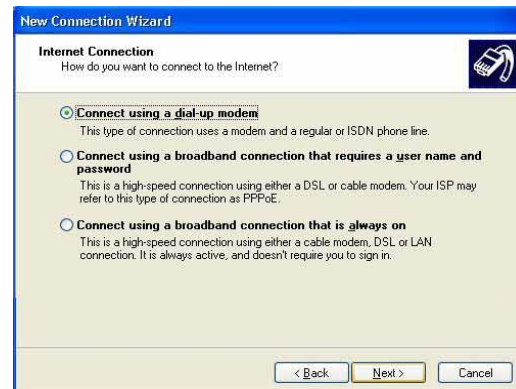 New Connection Wizard
Internet Connection
How do you want to connect to the Internet?
Connect using a dial-up modem
This type of connection uses a modem and a regular or ISDN phone line.
Connect using a broadband connection that requires a user name and
password
This is a high-speed connection using either a DSL or cable modem. Your ISP may
refer to this type of connection as PPPoE.
Connect using a broadband connection that is always on
This is a high-speed connection using either a cable modem, DSL or LAN
connection. It is always active, and doesn't require you to sign in.
< Back Next > Cancel